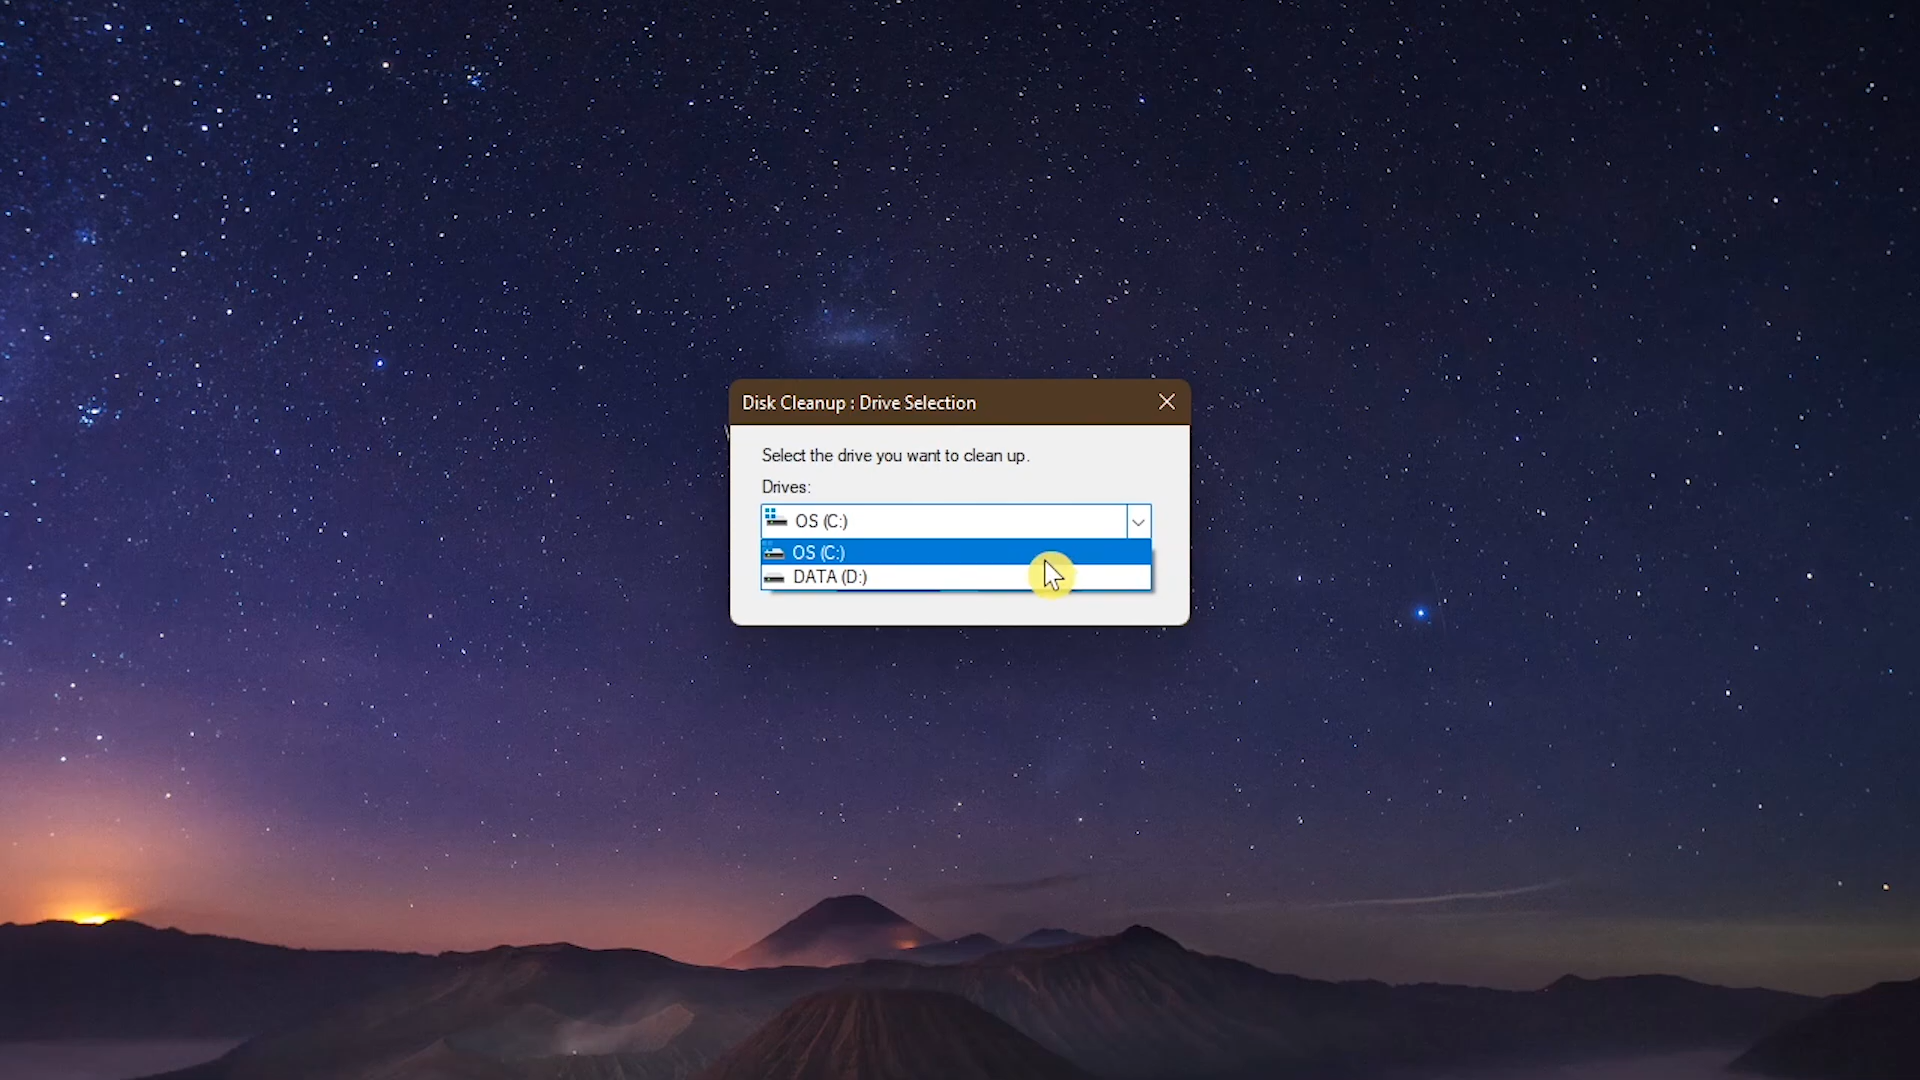 Disk Cleanup : Drive Selection
Select the drive you want to clean up.
Drives:
OS (C:)
OS (C:)
DATA (D:)